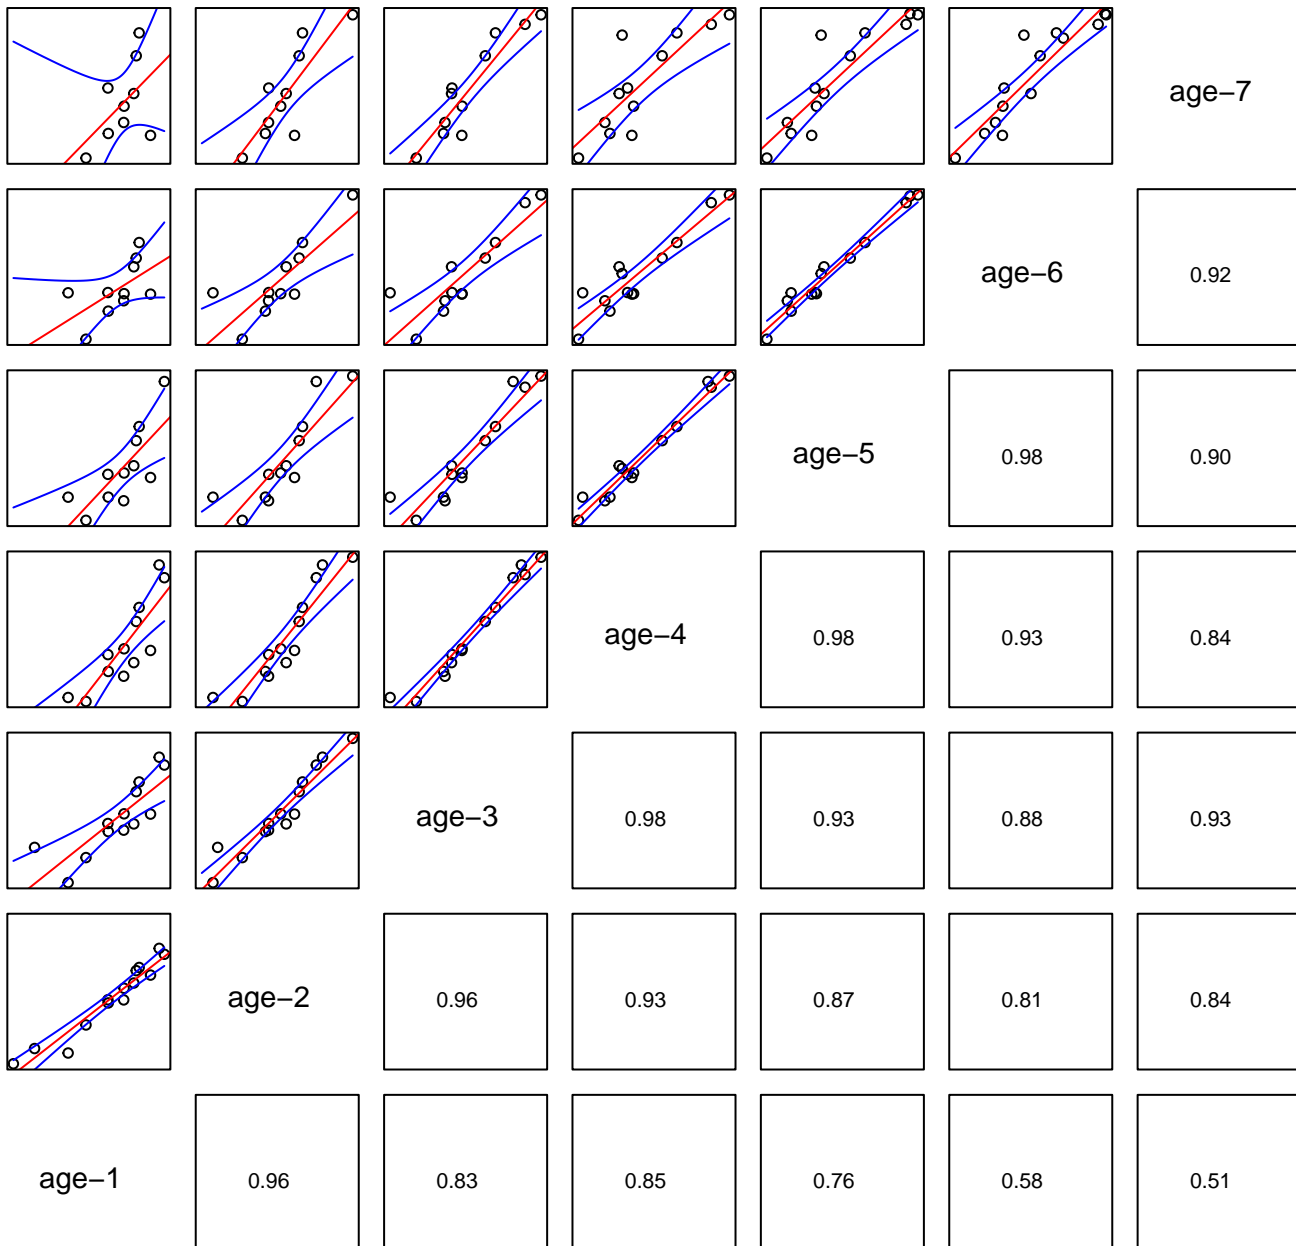 age−7
age−6 0.92
age−5 0.98 0.90
age−4 0.98 0.93 0.84
age−3 0.98 0.93 0.88 0.93
age−2 0.96 0.93 0.87 0.81 0.84
age−1 0.96 0.83 0.85 0.76 0.58 0.51